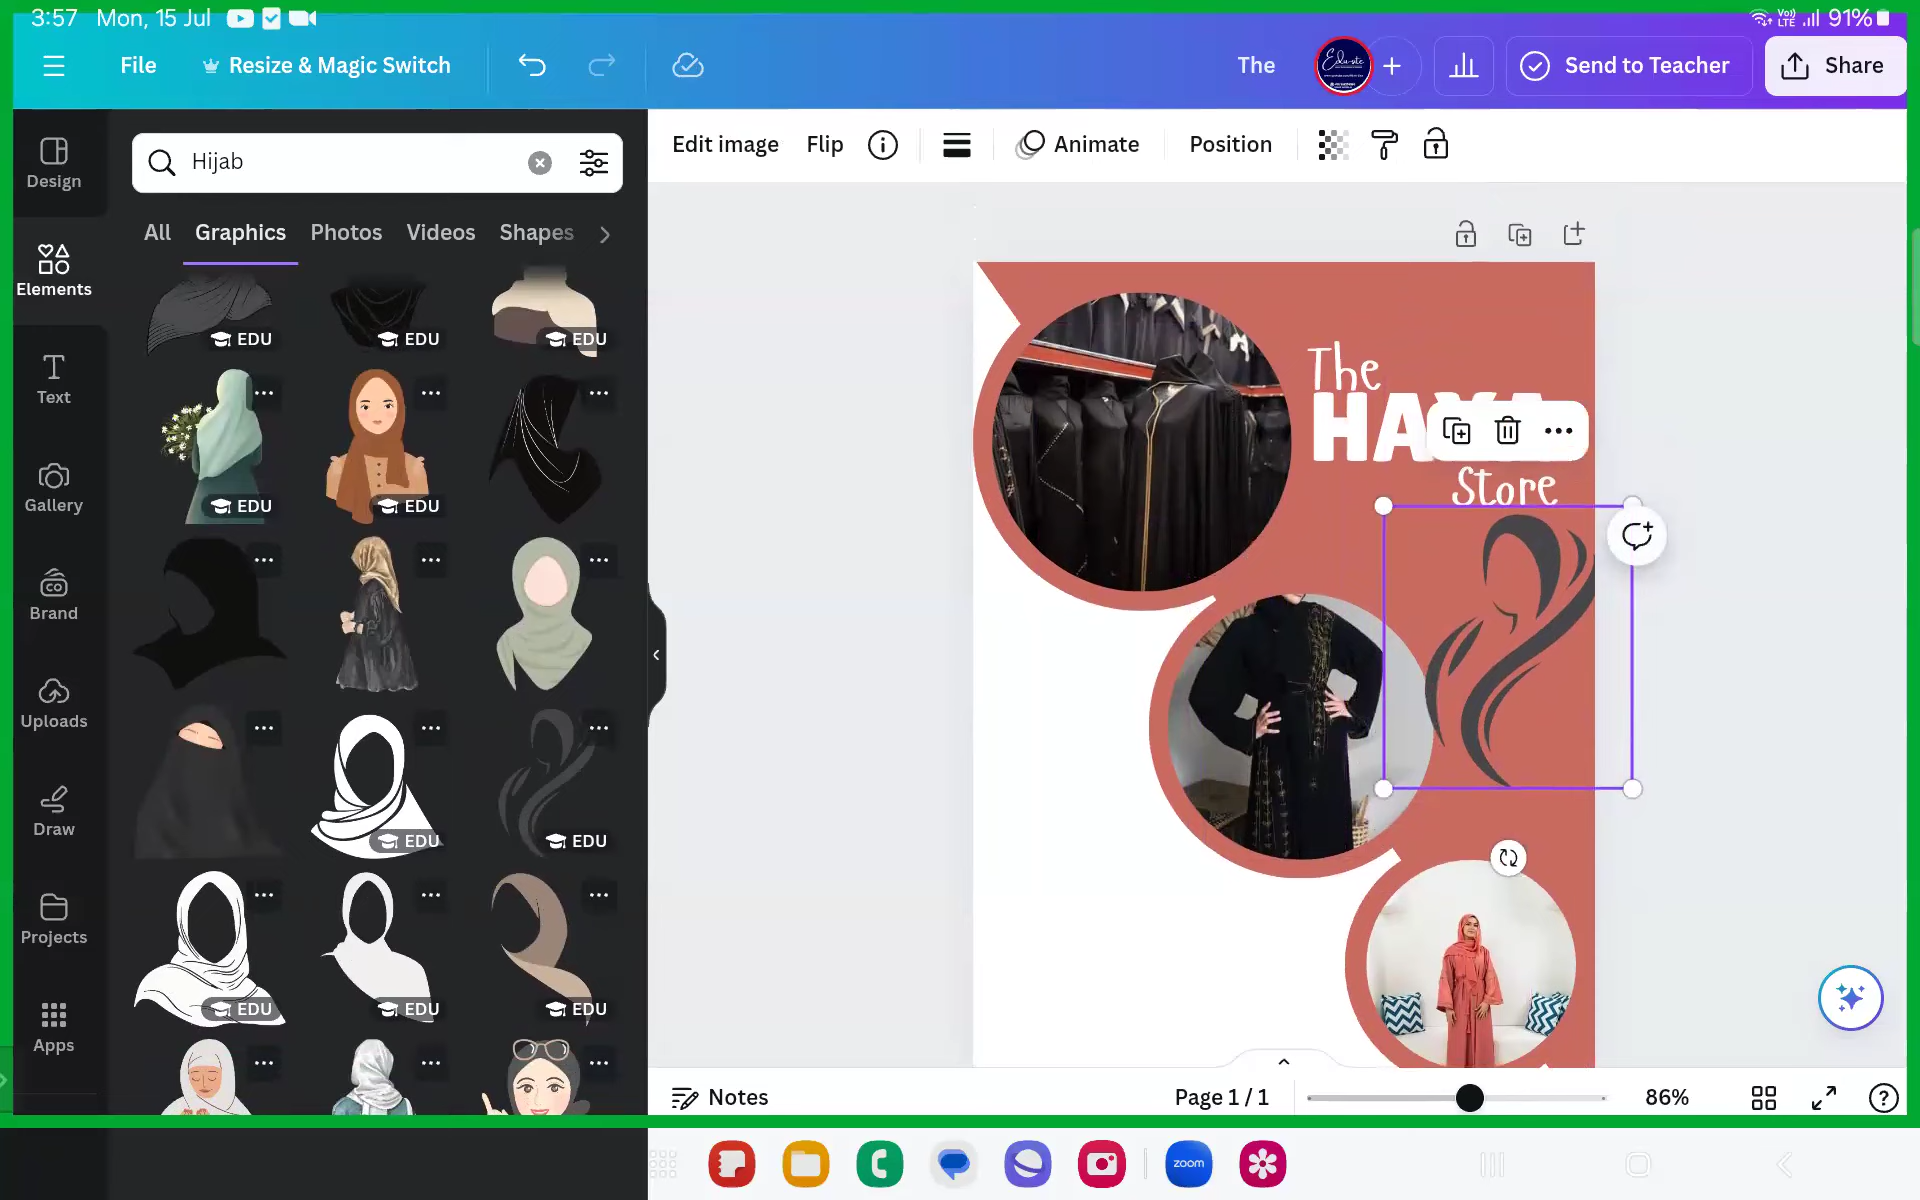 3:57 Mon, 15 Jul
91%
File
Resize & Magic Switch
The
Send to Teacher
Share
Hijab
Edit image
Flip
Animate
Position
All
Graphics
Photos
Videos
Shapes
Design
Elements
Text
Gallery
Brand
Uploads
Draw
Projects
Apps
EDU
EDU
EDU
EDU
EDU
EDU
EDU
EDU
EDU
EDU
The
HA
Store
Notes
Page 1 / 1
86%
zoom